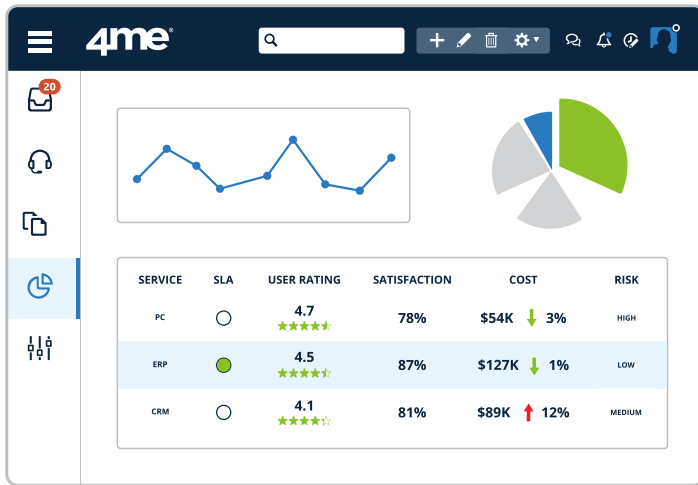 4me®
20
SERVICE SLA USER RATING SATISFACTION COST RISK
PC 4.7 78% $54K 3% HIGH
ERP 4.5 87% $127K 1% LOW
CRM 4.1 81% $89K 12% MEDIUM